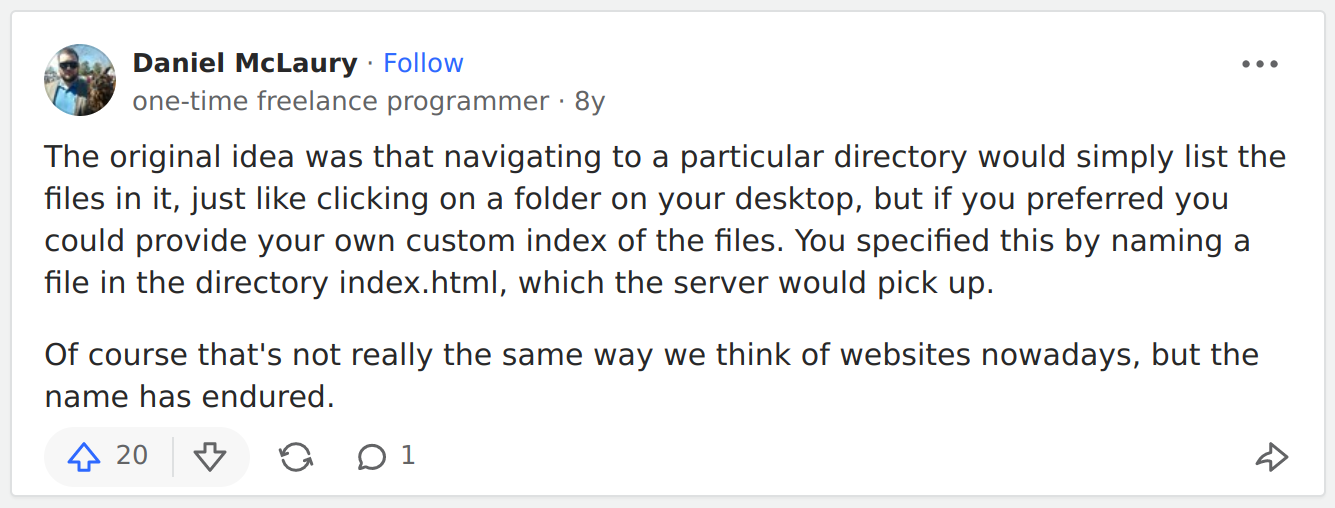 Daniel McLaury · Follow
one-time freelance programmer · 8y
The original idea was that navigating to a particular directory would simply list the
files in it, just like clicking on a folder on your desktop, but if you preferred you
could provide your own custom index of the files. You specified this by naming a
file in the directory index.html, which the server would pick up.
Of course that's not really the same way we think of websites nowadays, but the
name has endured.
20
1